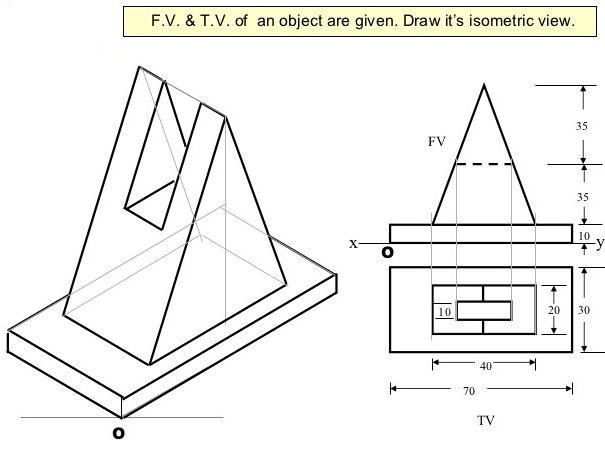 F.V. & T.V. of an object are given. Draw it's isometric view.
FV
35
35
10
x
y
O
10
20
30
40
70
TV
O